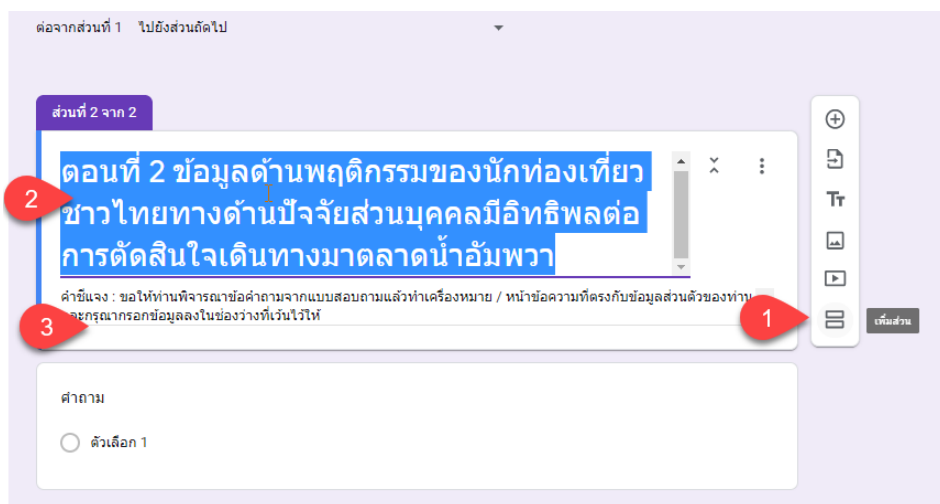 ต่อจากส่วนที่ 1 ไปยังส่วนถัดไป
ส่วนที่ 2 จาก 2
ตอนที่ 2 ข้อมูลด้านพฤติกรรมของนักท่องเที่ยว
ชาวไทยทางด้านปัจจัยส่วนบุคคลมีอิทธิพลต่อ
การตัดสินใจเดินทางมาตลาดน้ำอัมพวา
2
คำชี้แจง : ขอให้ท่านพิจารณาข้อคำถามจากแบบสอบถามแล้วทำเครื่องหมาย / หน้าข้อความที่ตรงกับข้อมูลส่วนตัวของท่าน
กรุณากรอกข้อมูลลงในช่องว่างที่เว้นไว้ให้
3
1
เพิ่มส่วน
Tт
คำถาม
ตัวเลือก 1